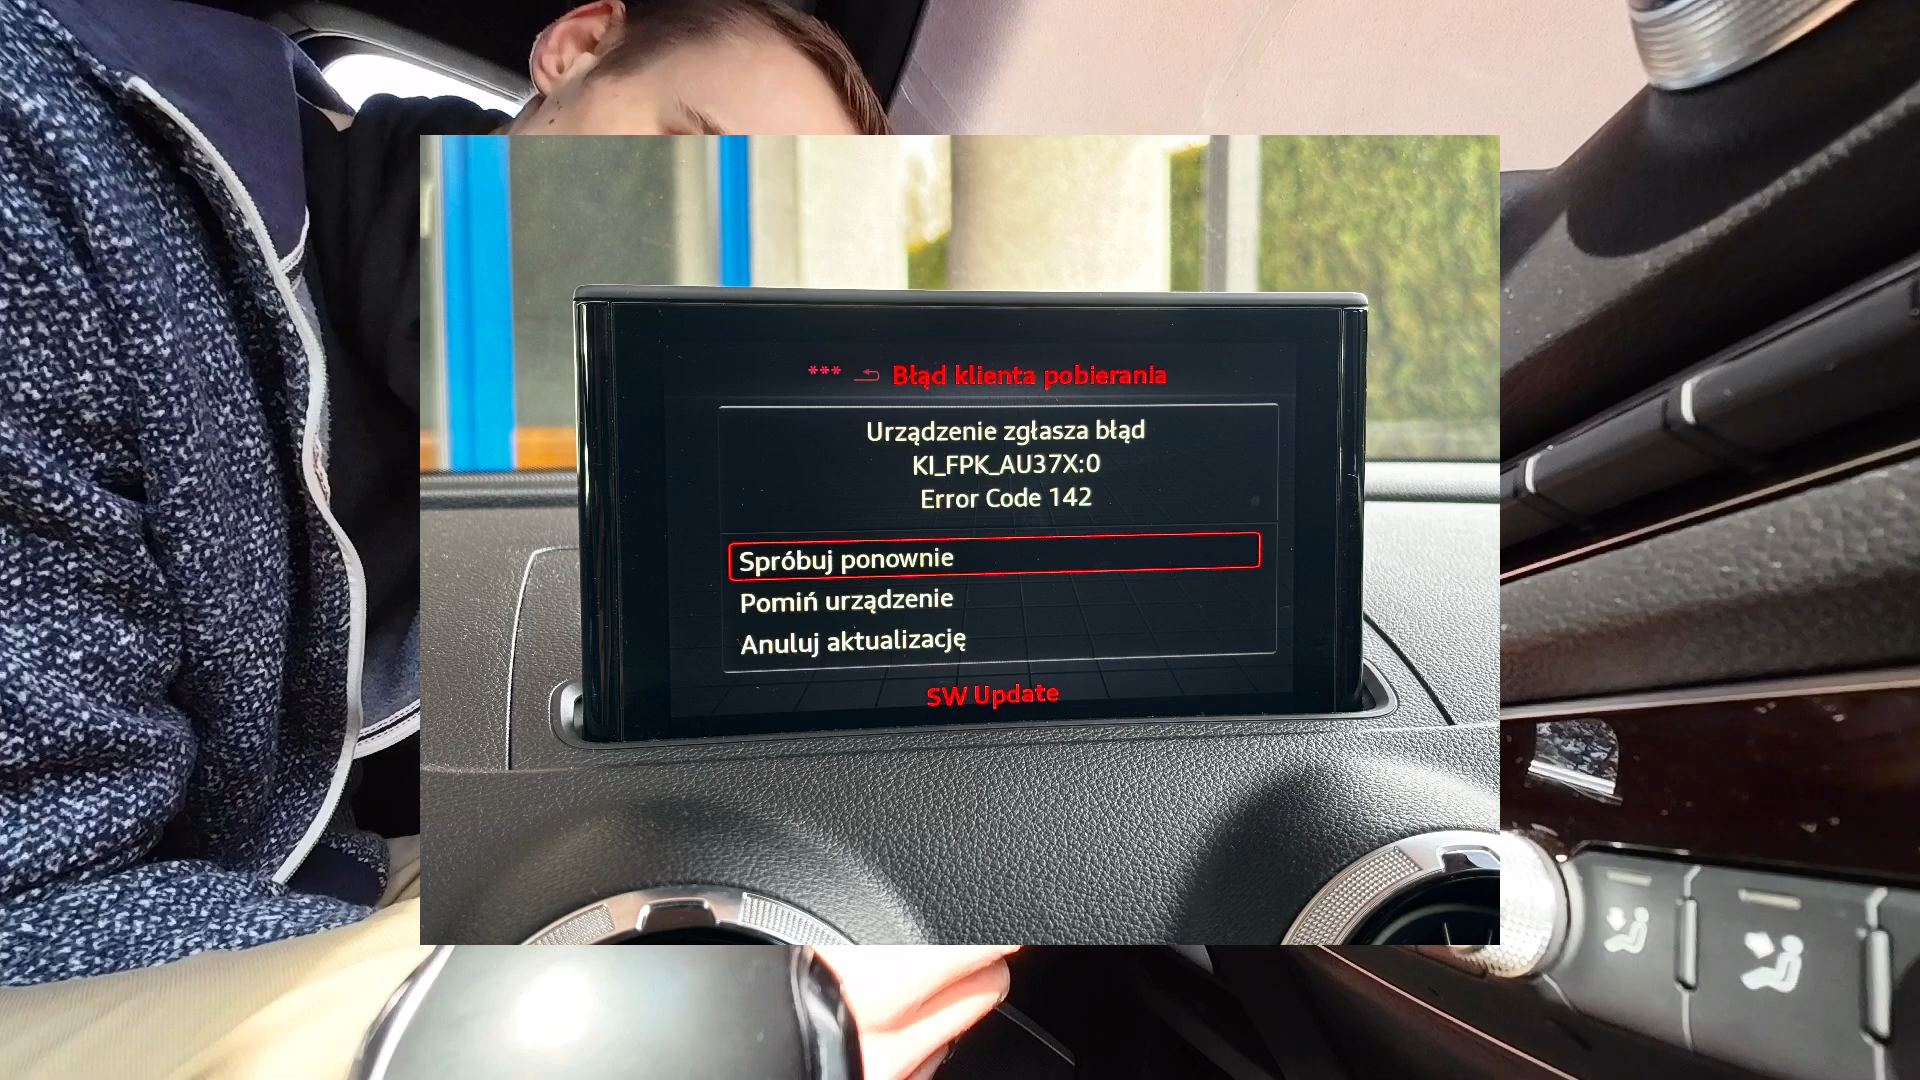 *** Błąd klienta pobierania
Urządzenie zgłasza błąd
KI_FPK_AU37X:0
Error Code 142
Spróbuj ponownie
Pomiń urządzenie
Anuluj aktualizację
SW Update